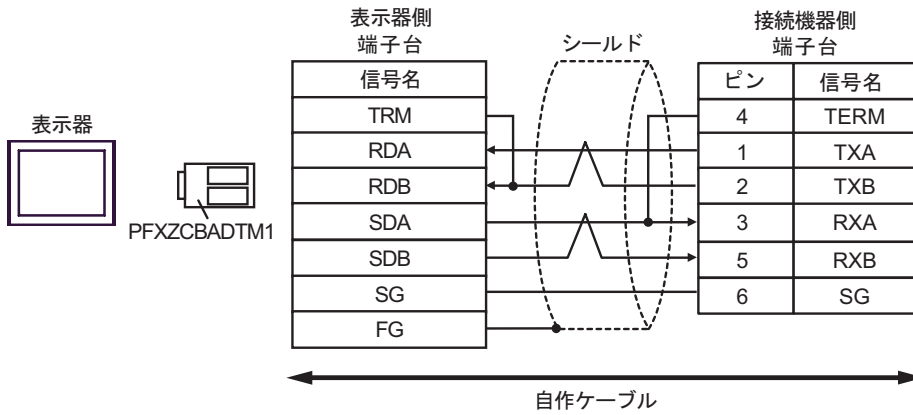 表示器
PFXZCBADTM1
表示器側
端子台
信号名
TRM
RDA
RDB
SDA
SDB
SG
FG
シールド
接続機器側
端子台
ピン 信号名
4 TERM
1 TXA
2 TXB
3 RXA
5 RXB
6 SG
自作ケーブル